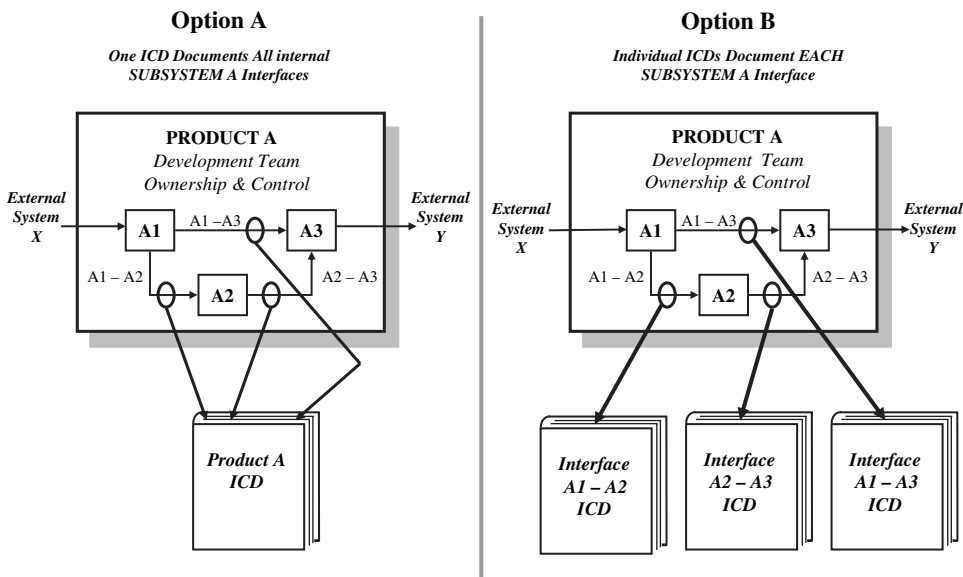 Option A
One ICD Documents All internal
SUBSYSTEM A Interfaces
PRODUCT A
Development Team
Ownership & Control
External
System
X
A1
A1 – A3
A3
External
System
Y
A1 – A2
A2
A2 – A3
Product A
ICD
Option B
Individual ICDs Document EACH
SUBSYSTEM A Interface
PRODUCT A
Development Team
Ownership & Control
External
System
X
A1
A1 – A3
A3
External
System
Y
A1 – A2
A2
A2 – A3
Interface
A1 – A2
ICD
Interface
A2 – A3
ICD
Interface
A1 – A3
ICD